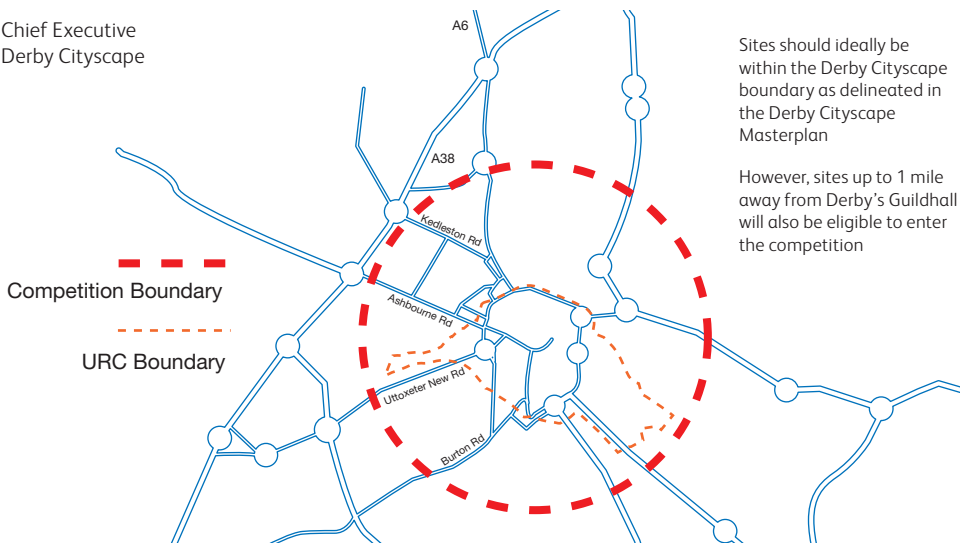 Chief Executive
Derby Cityscape
A6
A38
Kedleston Rd
Ashbourne Rd
Uttoxeter New Rd
Burton Rd
Competition Boundary
URC Boundary
Sites should ideally be
within the Derby Cityscape
boundary as delineated in
the Derby Cityscape
Masterplan
However, sites up to 1 mile
away from Derby’s Guildhall
will also be eligible to enter
the competition